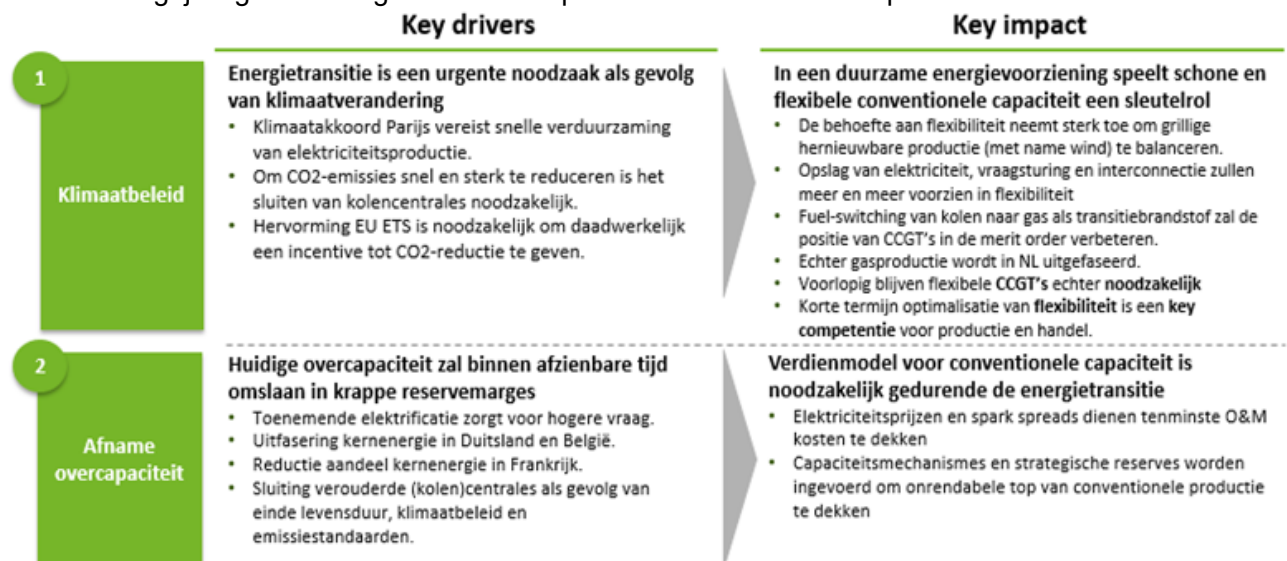 Key drivers
Key impact
1
Klimaatbeleid
Energietransitie is een urgente noodzaak als gevolg
van klimaatverandering
• Klimaatakkoord Parijs vereist snelle verduurzaming
van elektriciteitsproductie.
• Om CO2-emissies snel en sterk te reduceren is het
sluiten van kolencentrales noodzakelijk.
• Hervorming EU ETS is noodzakelijk om daadwerkelijk
een incentive tot CO2-reductie te geven.
In een duurzame energievoorziening speelt schone en
flexibele conventionele capaciteit een sleutelrol
• De behoefte aan flexibiliteit neemt sterk toe om grillige
hernieuwbare productie (met name wind) te balanceren.
• Opslag van elektriciteit, vraagsturing en interconnectie zullen
meer en meer voorzien in flexibiliteit
• Fuel-switching van kolen naar gas als transitiebrandstof zal de
positie van CCGT's in de merit order verbeteren.
• Echter gasproductie wordt in NL uitgefaseerd.
• Voorlopig blijven flexibele CCGT's echter noodzakelijk
• Korte termijn optimalisatie van flexibiliteit is een key
competentie voor productie en handel.
2
Afname
overcapaciteit
Huidige overcapaciteit zal binnen afzienbare tijd
omslaan in krappe reservemarges
• Toenemende elektrificatie zorgt voor hogere vraag.
• Uitfasering kernenergie in Duitsland en België.
• Reductie aandeel kernenergie in Frankrijk.
• Sluiting verouderde (kolen)centrales als gevolg van
einde levensduur, klimaatbeleid en
emissiestandaarden.
Verdienmodel voor conventionele capaciteit is
noodzakelijk gedurende de energietransitie
• Elektriciteitsprijzen en spark spreads dienen tenminste O&M
kosten te dekken
• Capaciteitsmechanismes en strategische reserves worden
ingevoerd om onrendabele top van conventionele productie
te dekken